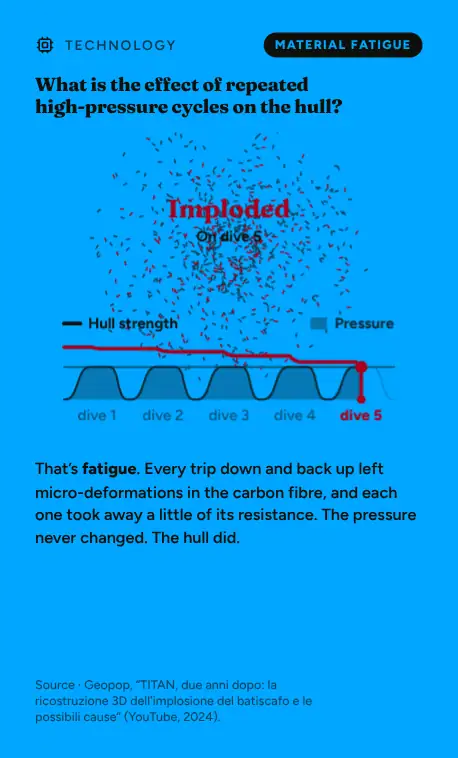 TECHNOLOGY
MATERIAL FATIGUE
What is the effect of repeated
high-pressure cycles on the hull?
Imploded
On dive 5
Hull strength
Pressure
dive 1 dive 2 dive 3 dive 4 dive 5
That's fatigue. Every trip down and back up left
micro-deformations in the carbon fibre, and each
one took away a little of its resistance. The pressure
never changed. The hull did.
Source · Geopop, "TITAN, due anni dopo: la
ricostruzione 3D dell'implosione del batiscafo e le
possibili cause" (YouTube, 2024).